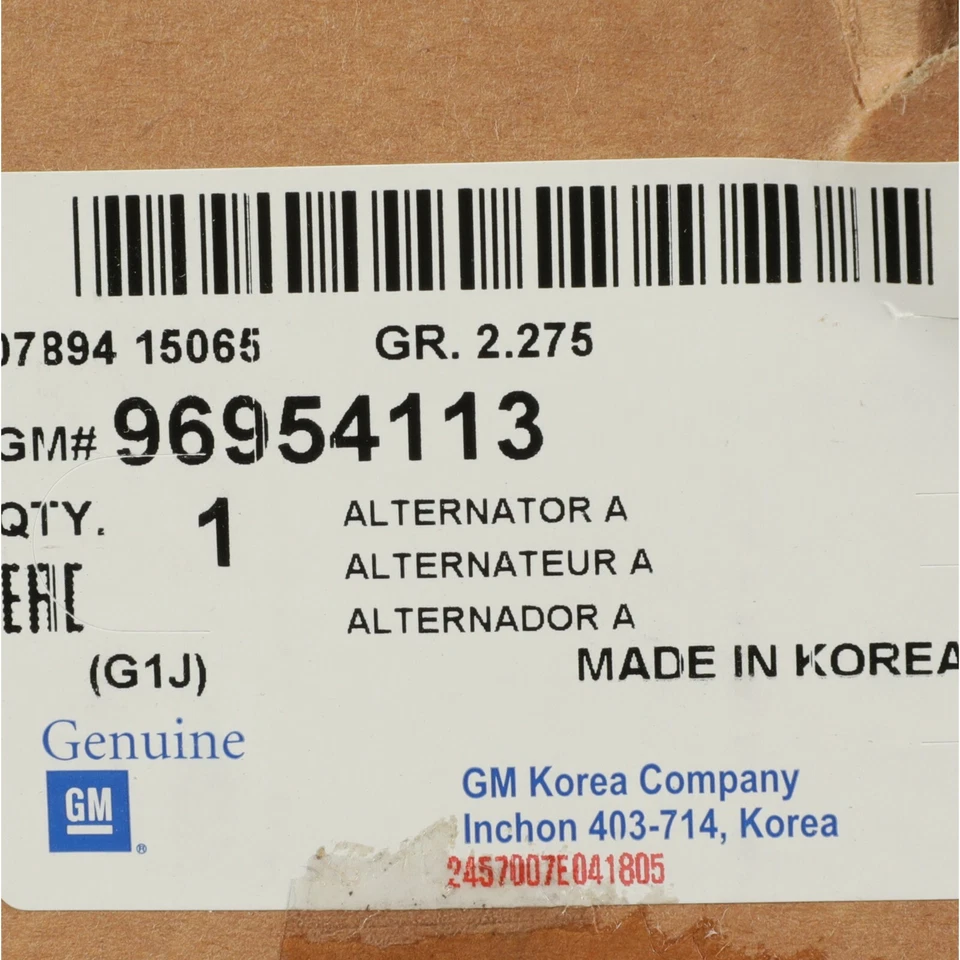 07894 15065 GR. 2.275
GM# 96954113
QTY. 1 ALTERNATOR A
ALTERNATEUR A
EAC
ALTERNADOR A
(G1J) MADE IN KOREA
Genuine
GM
®
GM Korea Company
Inchon 403-714, Korea
2457007E041805